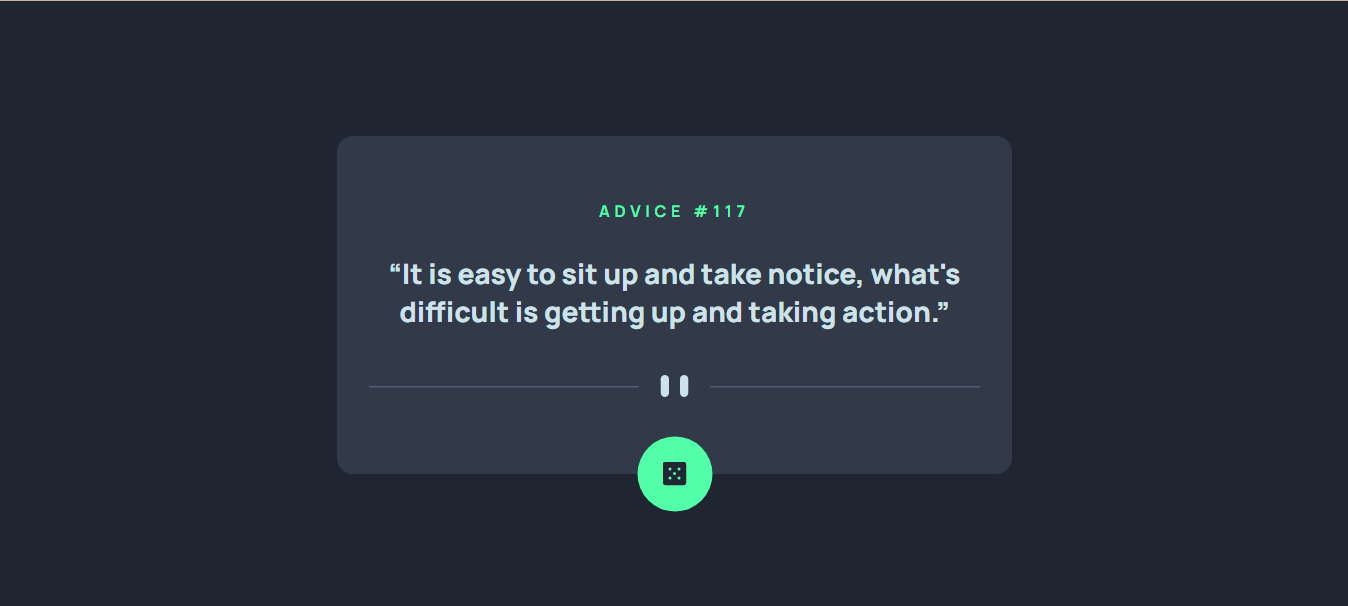 ADVICE #117
“It is easy to sit up and take notice, what's
difficult is getting up and taking action.”